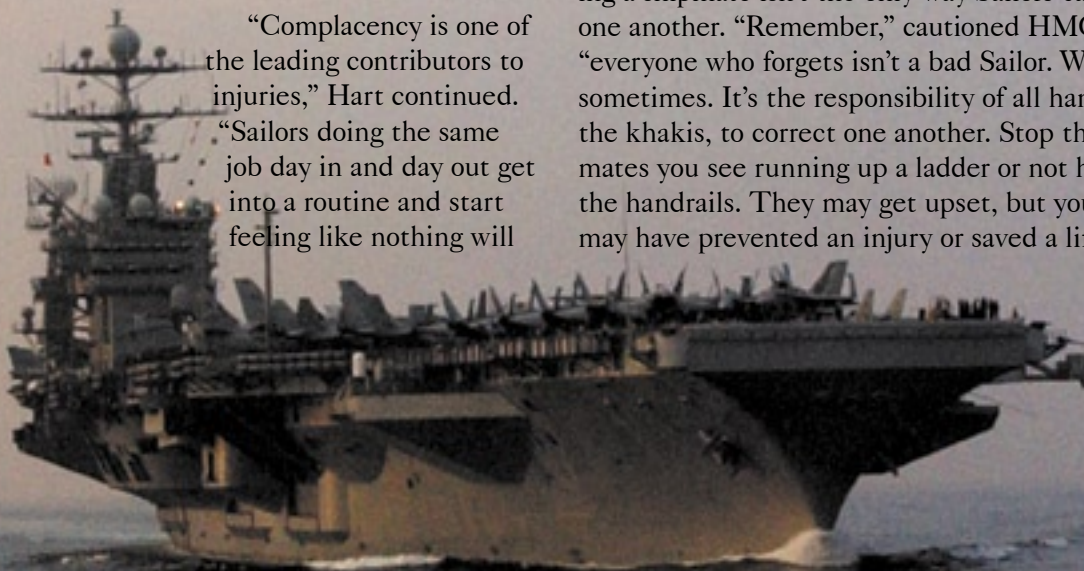 “Complacency is one of
the leading contributors to
injuries,” Hart continued.
“Sailors doing the same
job day in and day out get
into a routine and start
feeling like nothing will
one another. “Remember,” cautioned HMC
“everyone who forgets isn’t a bad Sailor. W
sometimes. It’s the responsibility of all han
the khakis, to correct one another. Stop th
mates you see running up a ladder or not h
the handrails. They may get upset, but you
may have prevented an injury or saved a lif